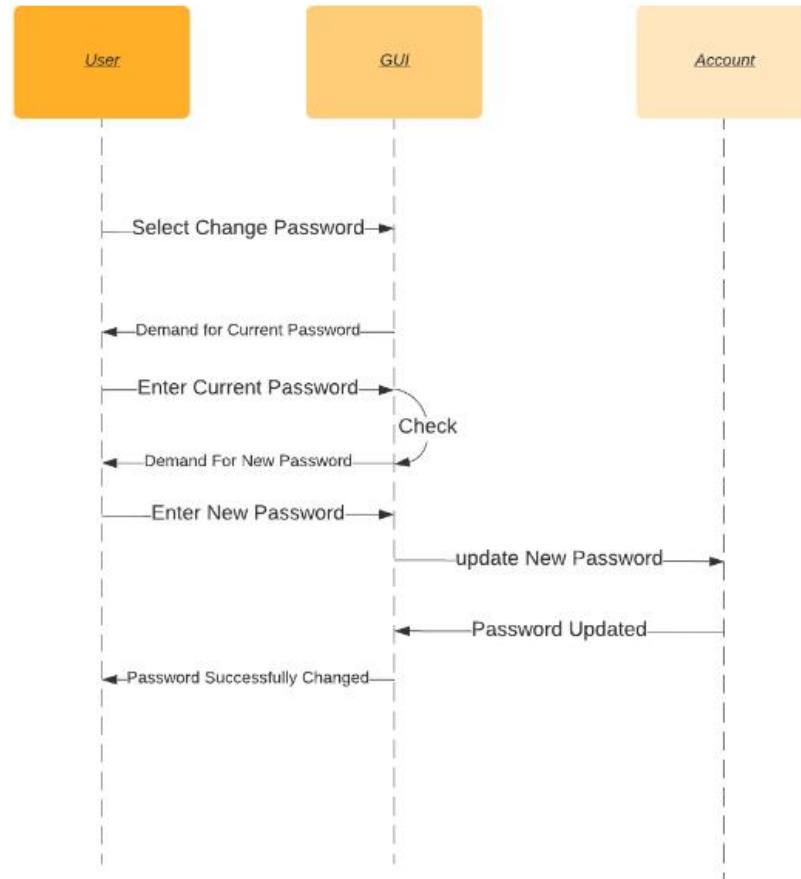 User
GUI
Account
Select Change Password
Demand for Current Password
Enter Current Password
Check
Demand For New Password
Enter New Password
update New Password
Password Updated
Password Successfully Changed